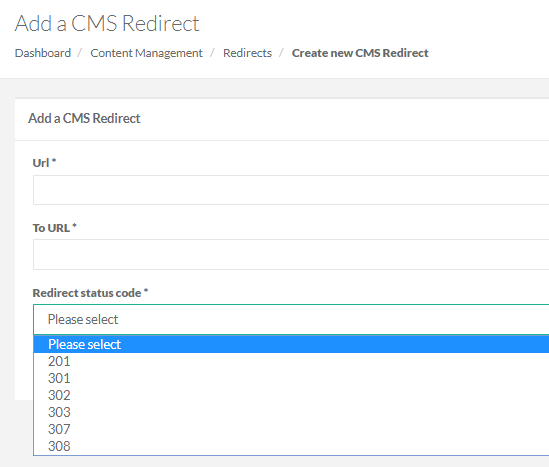 Add a CMS Redirect
Dashboard / Content Management / Redirects / Create new CMS Redirect
Add a CMS Redirect
Url *
To URL *
Redirect status code *
Please select
Please select
201
301
302
303
307
308